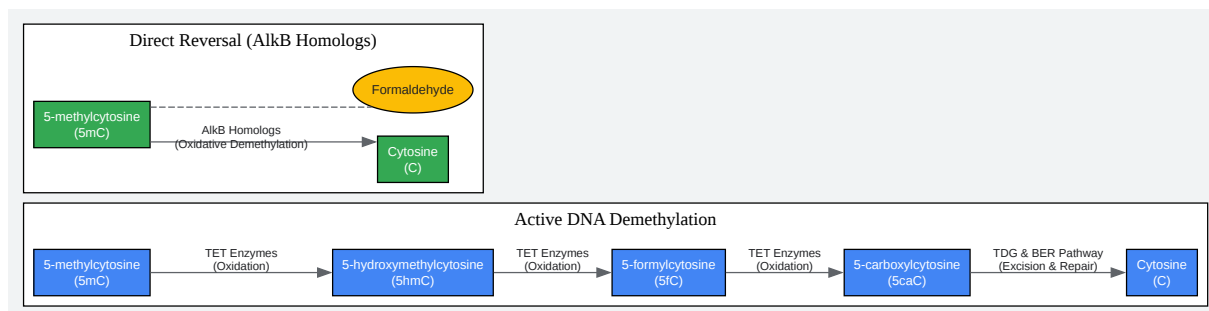 Direct Reversal (AlkB Homologs)
Formaldehyde
5-methylcytosine
(5mC)
AlkB Homologs
(Oxidative Demethylation)
Cytosine
(C)
Active DNA Demethylation
5-methylcytosine
(5mC)
TET Enzymes
(Oxidation)
5-hydroxymethylcytosine
(5hmC)
TET Enzymes
(Oxidation)
5-formylcytosine
(5fC)
TET Enzymes
(Oxidation)
5-carboxylcytosine
(5caC)
TDG & BER Pathway
(Excision & Repair)
Cytosine
(C)